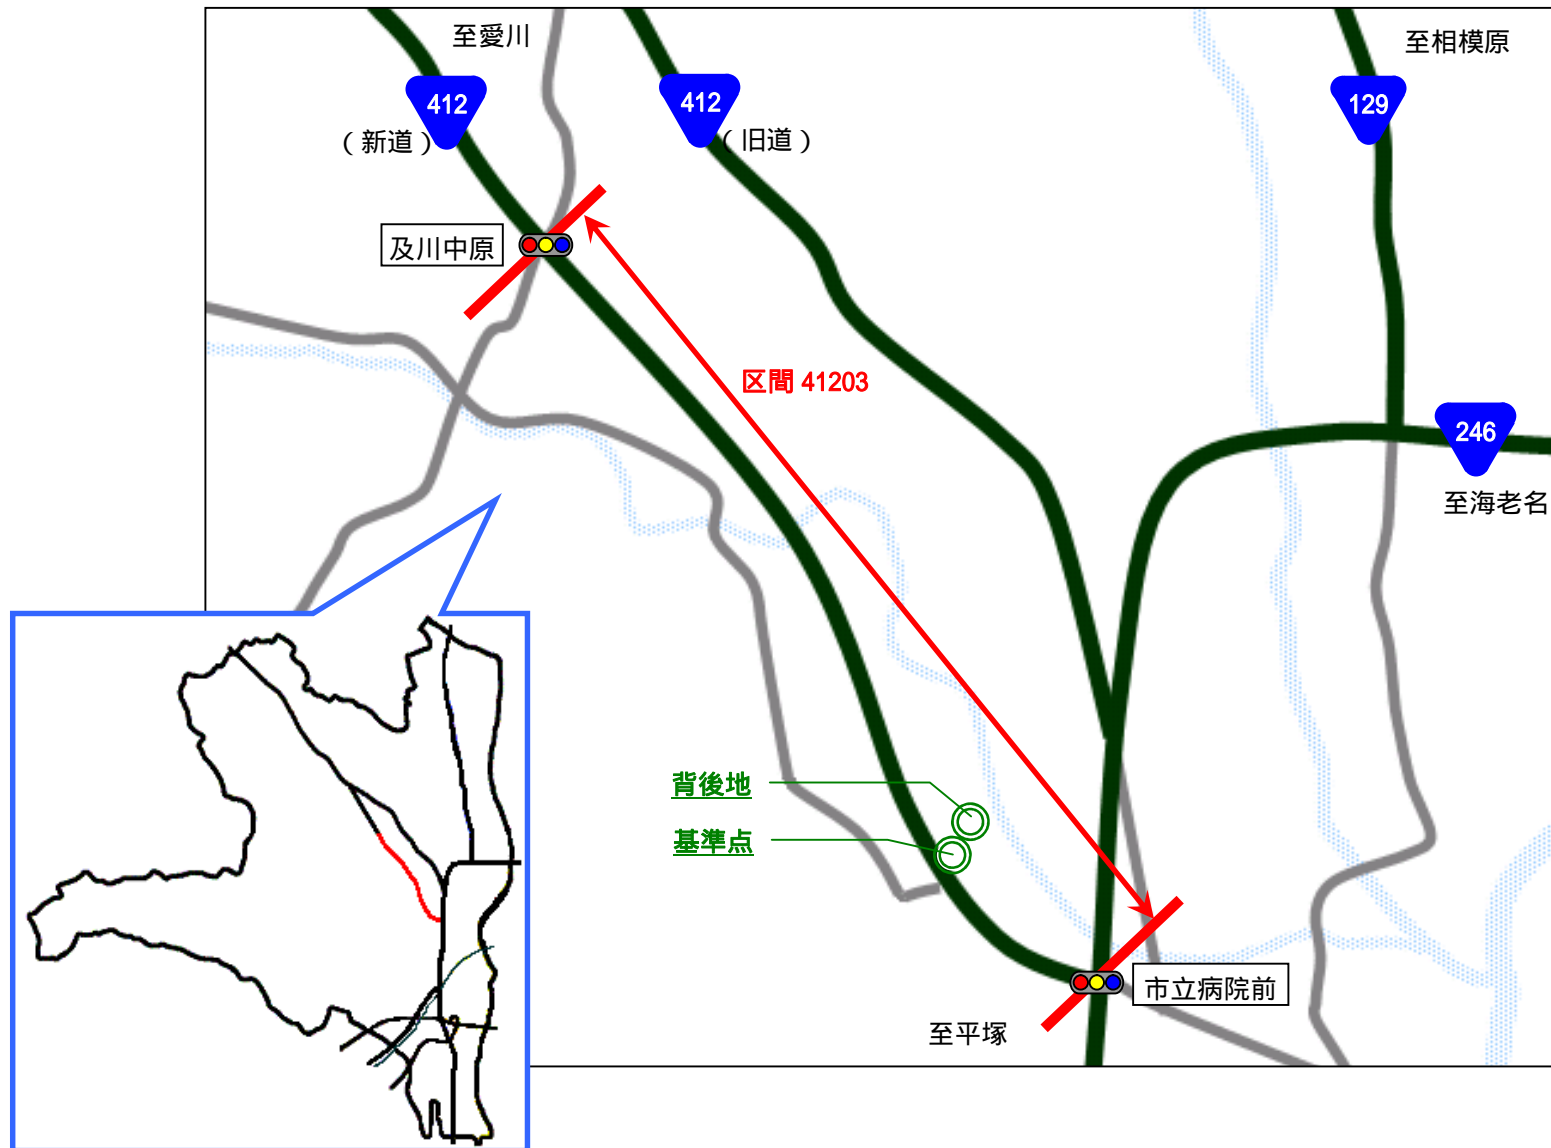 至愛川
至相模原
412
412
129
（新道）
（旧道）
及川中原
区間 41203
246
至海老名
背後地
基準点
市立病院前
至平塚